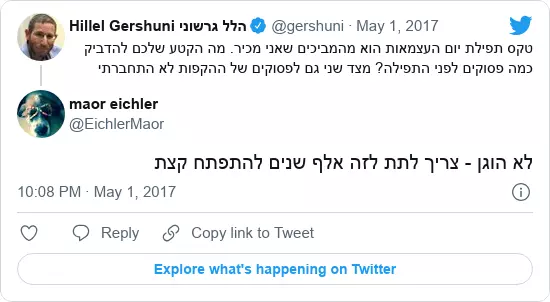 Hillel Gershuni הלל גרשוני @gershuni · May 1, 2017
טקס תפילת יום העצמאות הוא מהמביכים שאני מכיר. מה הקטע שלכם להדביק
כמה פסוקים לפני התפילה? מצד שני גם לפסוקים של ההקפות לא התחברתי
maor eichler
@EichlerMaor
לא הוגן - צריך לתת לזה אלף שנים להתפתח קצת
10:08 PM · May 1, 2017
Reply
Copy link to Tweet
Explore what's happening on Twitter